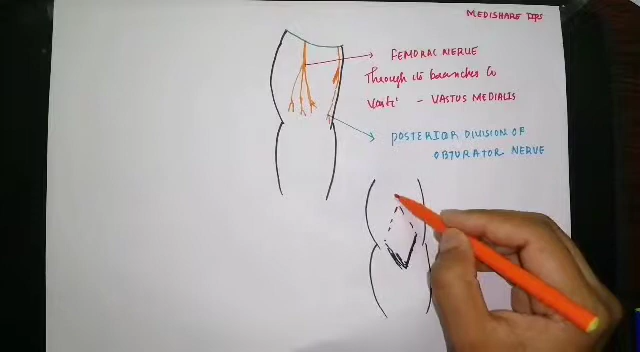 MEDISHARE TIPS
FEMORAL NERVE
Through its branches to
Vasti - VASTUS MEDIALIS
POSTERIOR DIVISION OF
OBTURATOR NERVE